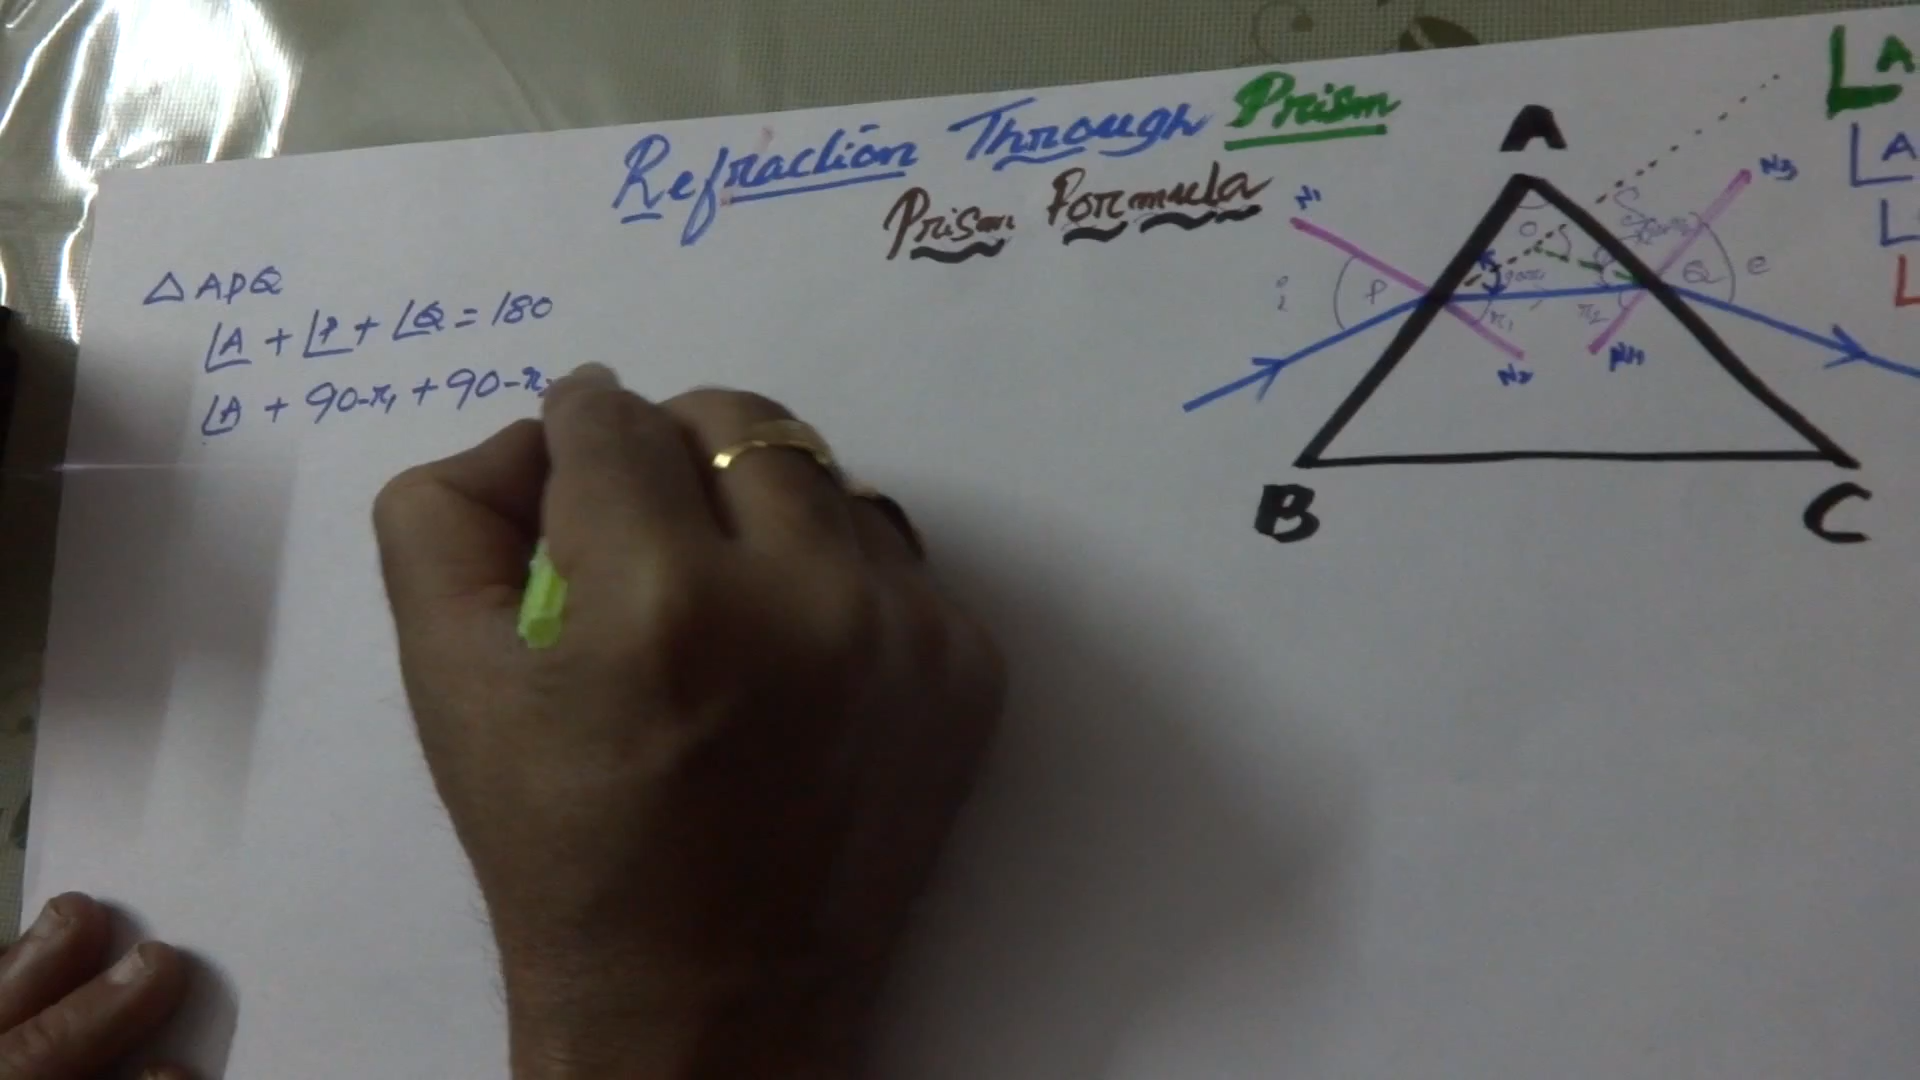 Refraction Through Prism
Prism Formula
△ APQ
∠A + ∠P + ∠Q = 180
∠A + 90-r₁ + 90-r₂
A
B
C
N1
N2
N3
N4
i
P
r₁
r₂
Q
e
O
∠A
∠A